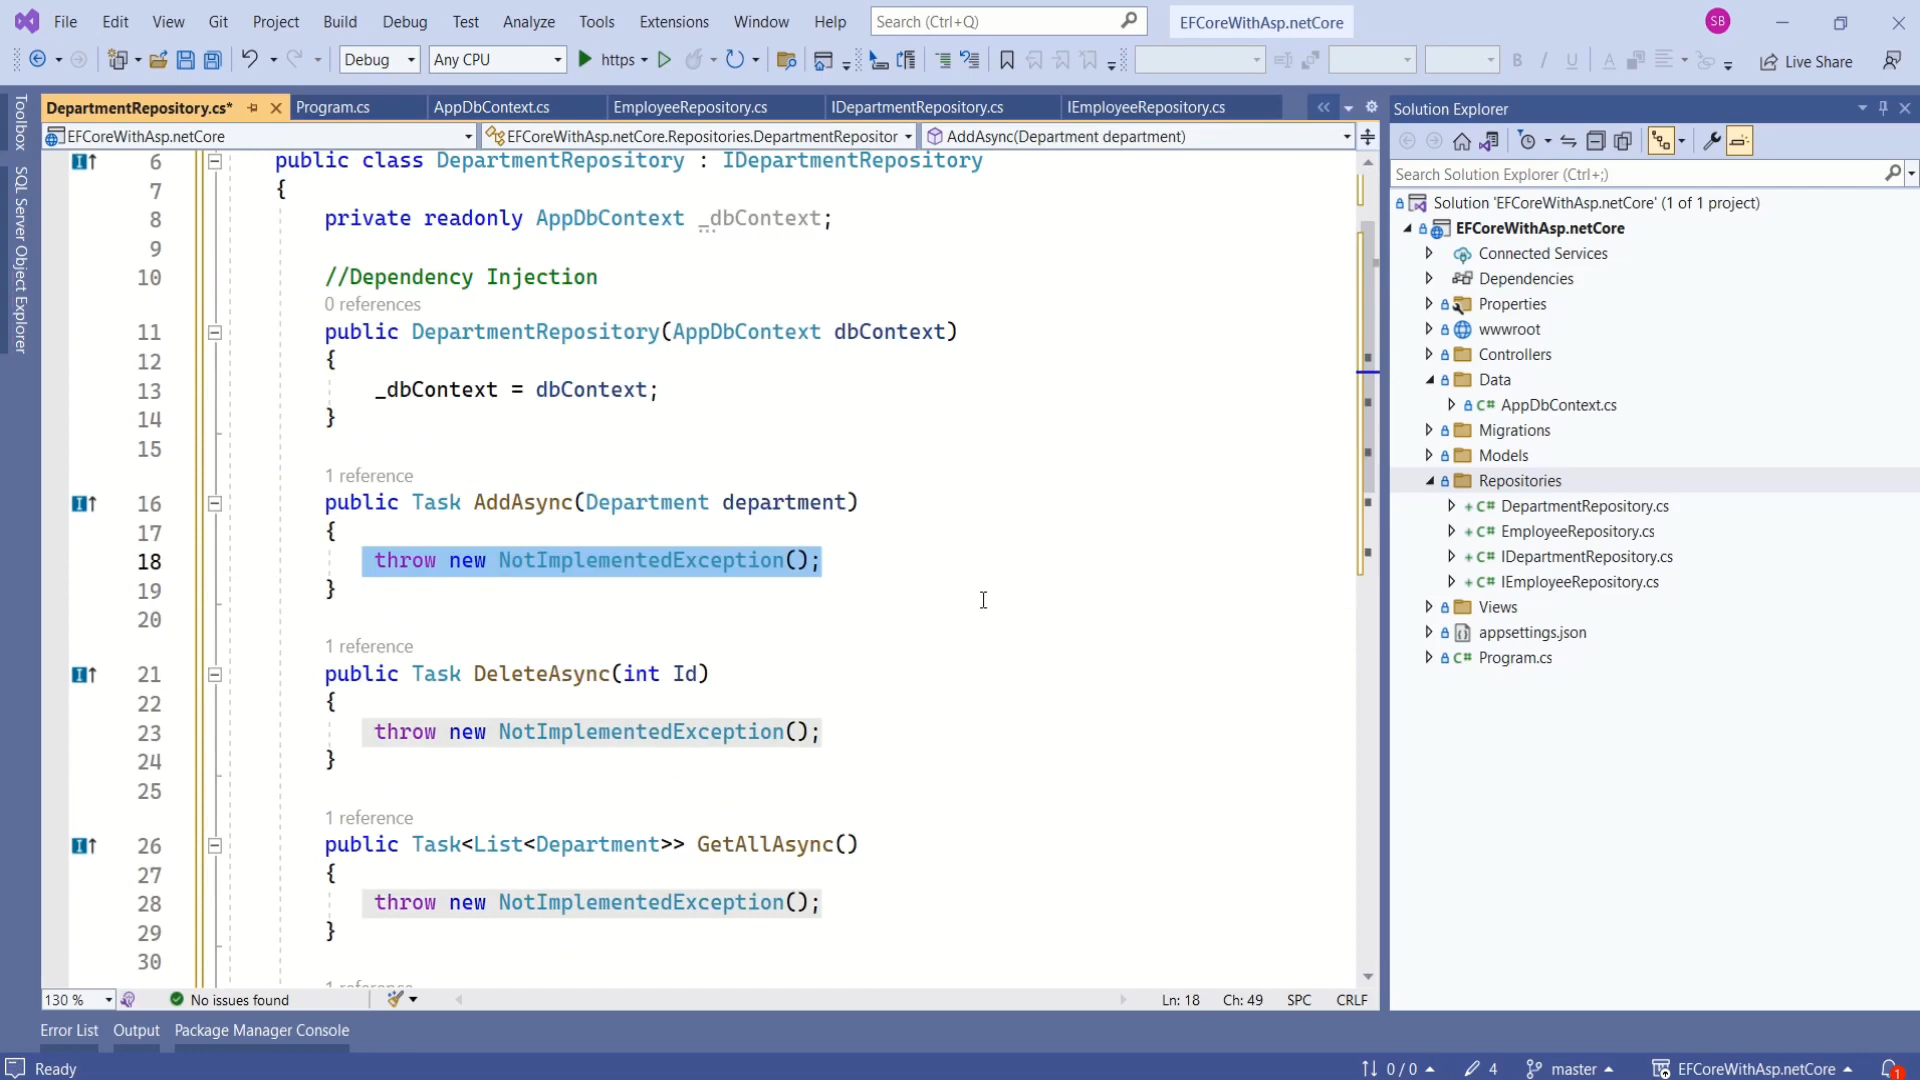 File Edit View Git Project Build Debug Test Analyze Tools Extensions Window Help Search (Ctrl+Q) EFCoreWithAsp.netCore SB
Debug Any CPU https Live Share
DepartmentRepository.cs* Program.cs AppDbContext.cs EmployeeRepository.cs IDepartmentRepository.cs IEmployeeRepository.cs
EFCoreWithAsp.netCore EFCoreWithAsp.netCore.Repositories.DepartmentRepositor AddAsync(Department department)
Toolbox
SQL Server Object Explorer
6 public class DepartmentRepository : IDepartmentRepository
7 {
8 private readonly AppDbContext _dbContext;
9
10 //Dependency Injection
0 references
11 public DepartmentRepository(AppDbContext dbContext)
12 {
13 _dbContext = dbContext;
14 }
15
1 reference
16 public Task AddAsync(Department department)
17 {
18 throw new NotImplementedException();
19 }
20
1 reference
21 public Task DeleteAsync(int Id)
22 {
23 throw new NotImplementedException();
24 }
25
1 reference
26 public Task<List<Department>> GetAllAsync()
27 {
28 throw new NotImplementedException();
29 }
30
1 reference
130 % No issues found Ln: 18 Ch: 49 SPC CRLF
Solution Explorer
Search Solution Explorer (Ctrl+;)
Solution 'EFCoreWithAsp.netCore' (1 of 1 project)
EFCoreWithAsp.netCore
Connected Services
Dependencies
Properties
wwwroot
Controllers
Data
C# AppDbContext.cs
Migrations
Models
Repositories
+ C# DepartmentRepository.cs
+ C# EmployeeRepository.cs
+ C# IDepartmentRepository.cs
+ C# IEmployeeRepository.cs
Views
appsettings.json
C# Program.cs
Error List Output Package Manager Console
Ready 0 / 0 4 master EFCoreWithAsp.netCore 1